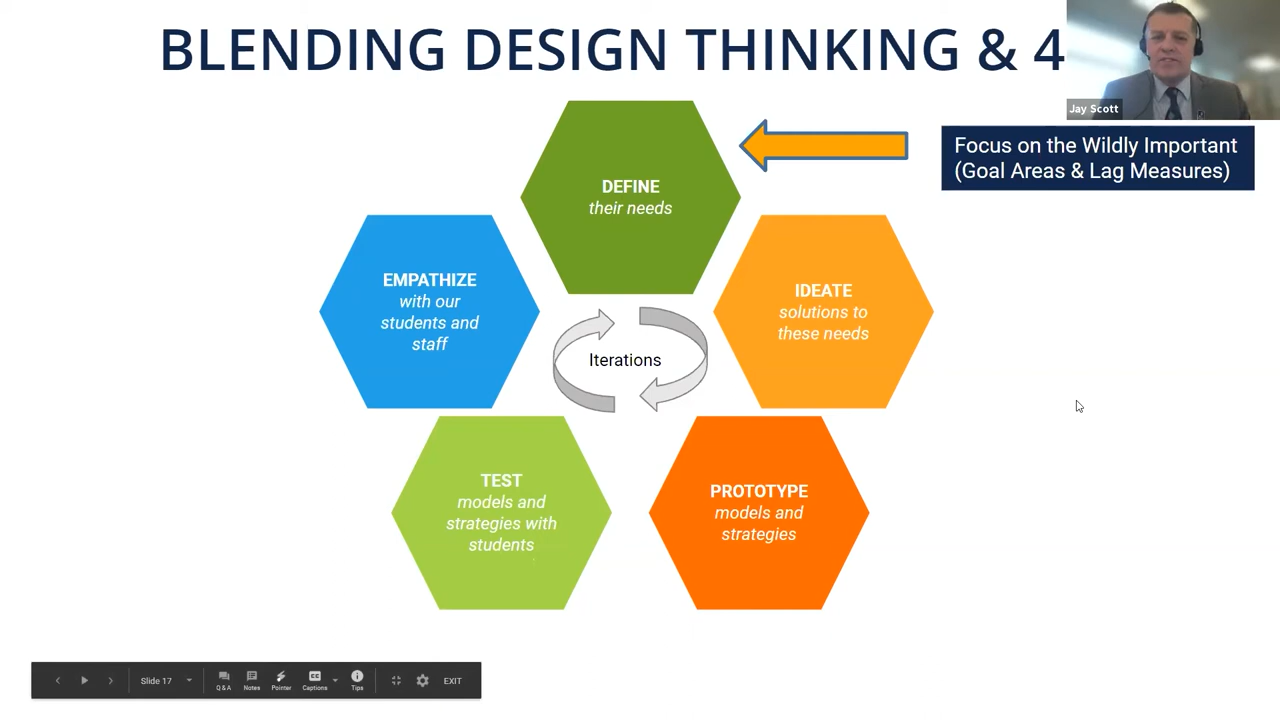 BLENDING DESIGN THINKING & 4
Jay Scott
Focus on the Wildly Important
(Goal Areas & Lag Measures)
DEFINE
their needs
EMPATHIZE
with our
students and
staff
IDEATE
solutions to
these needs
Iterations
TEST
models and
strategies with
students
PROTOTYPE
models and
strategies
Slide 17
Q & A
Notes
Pointer
Captions
Tips
EXIT